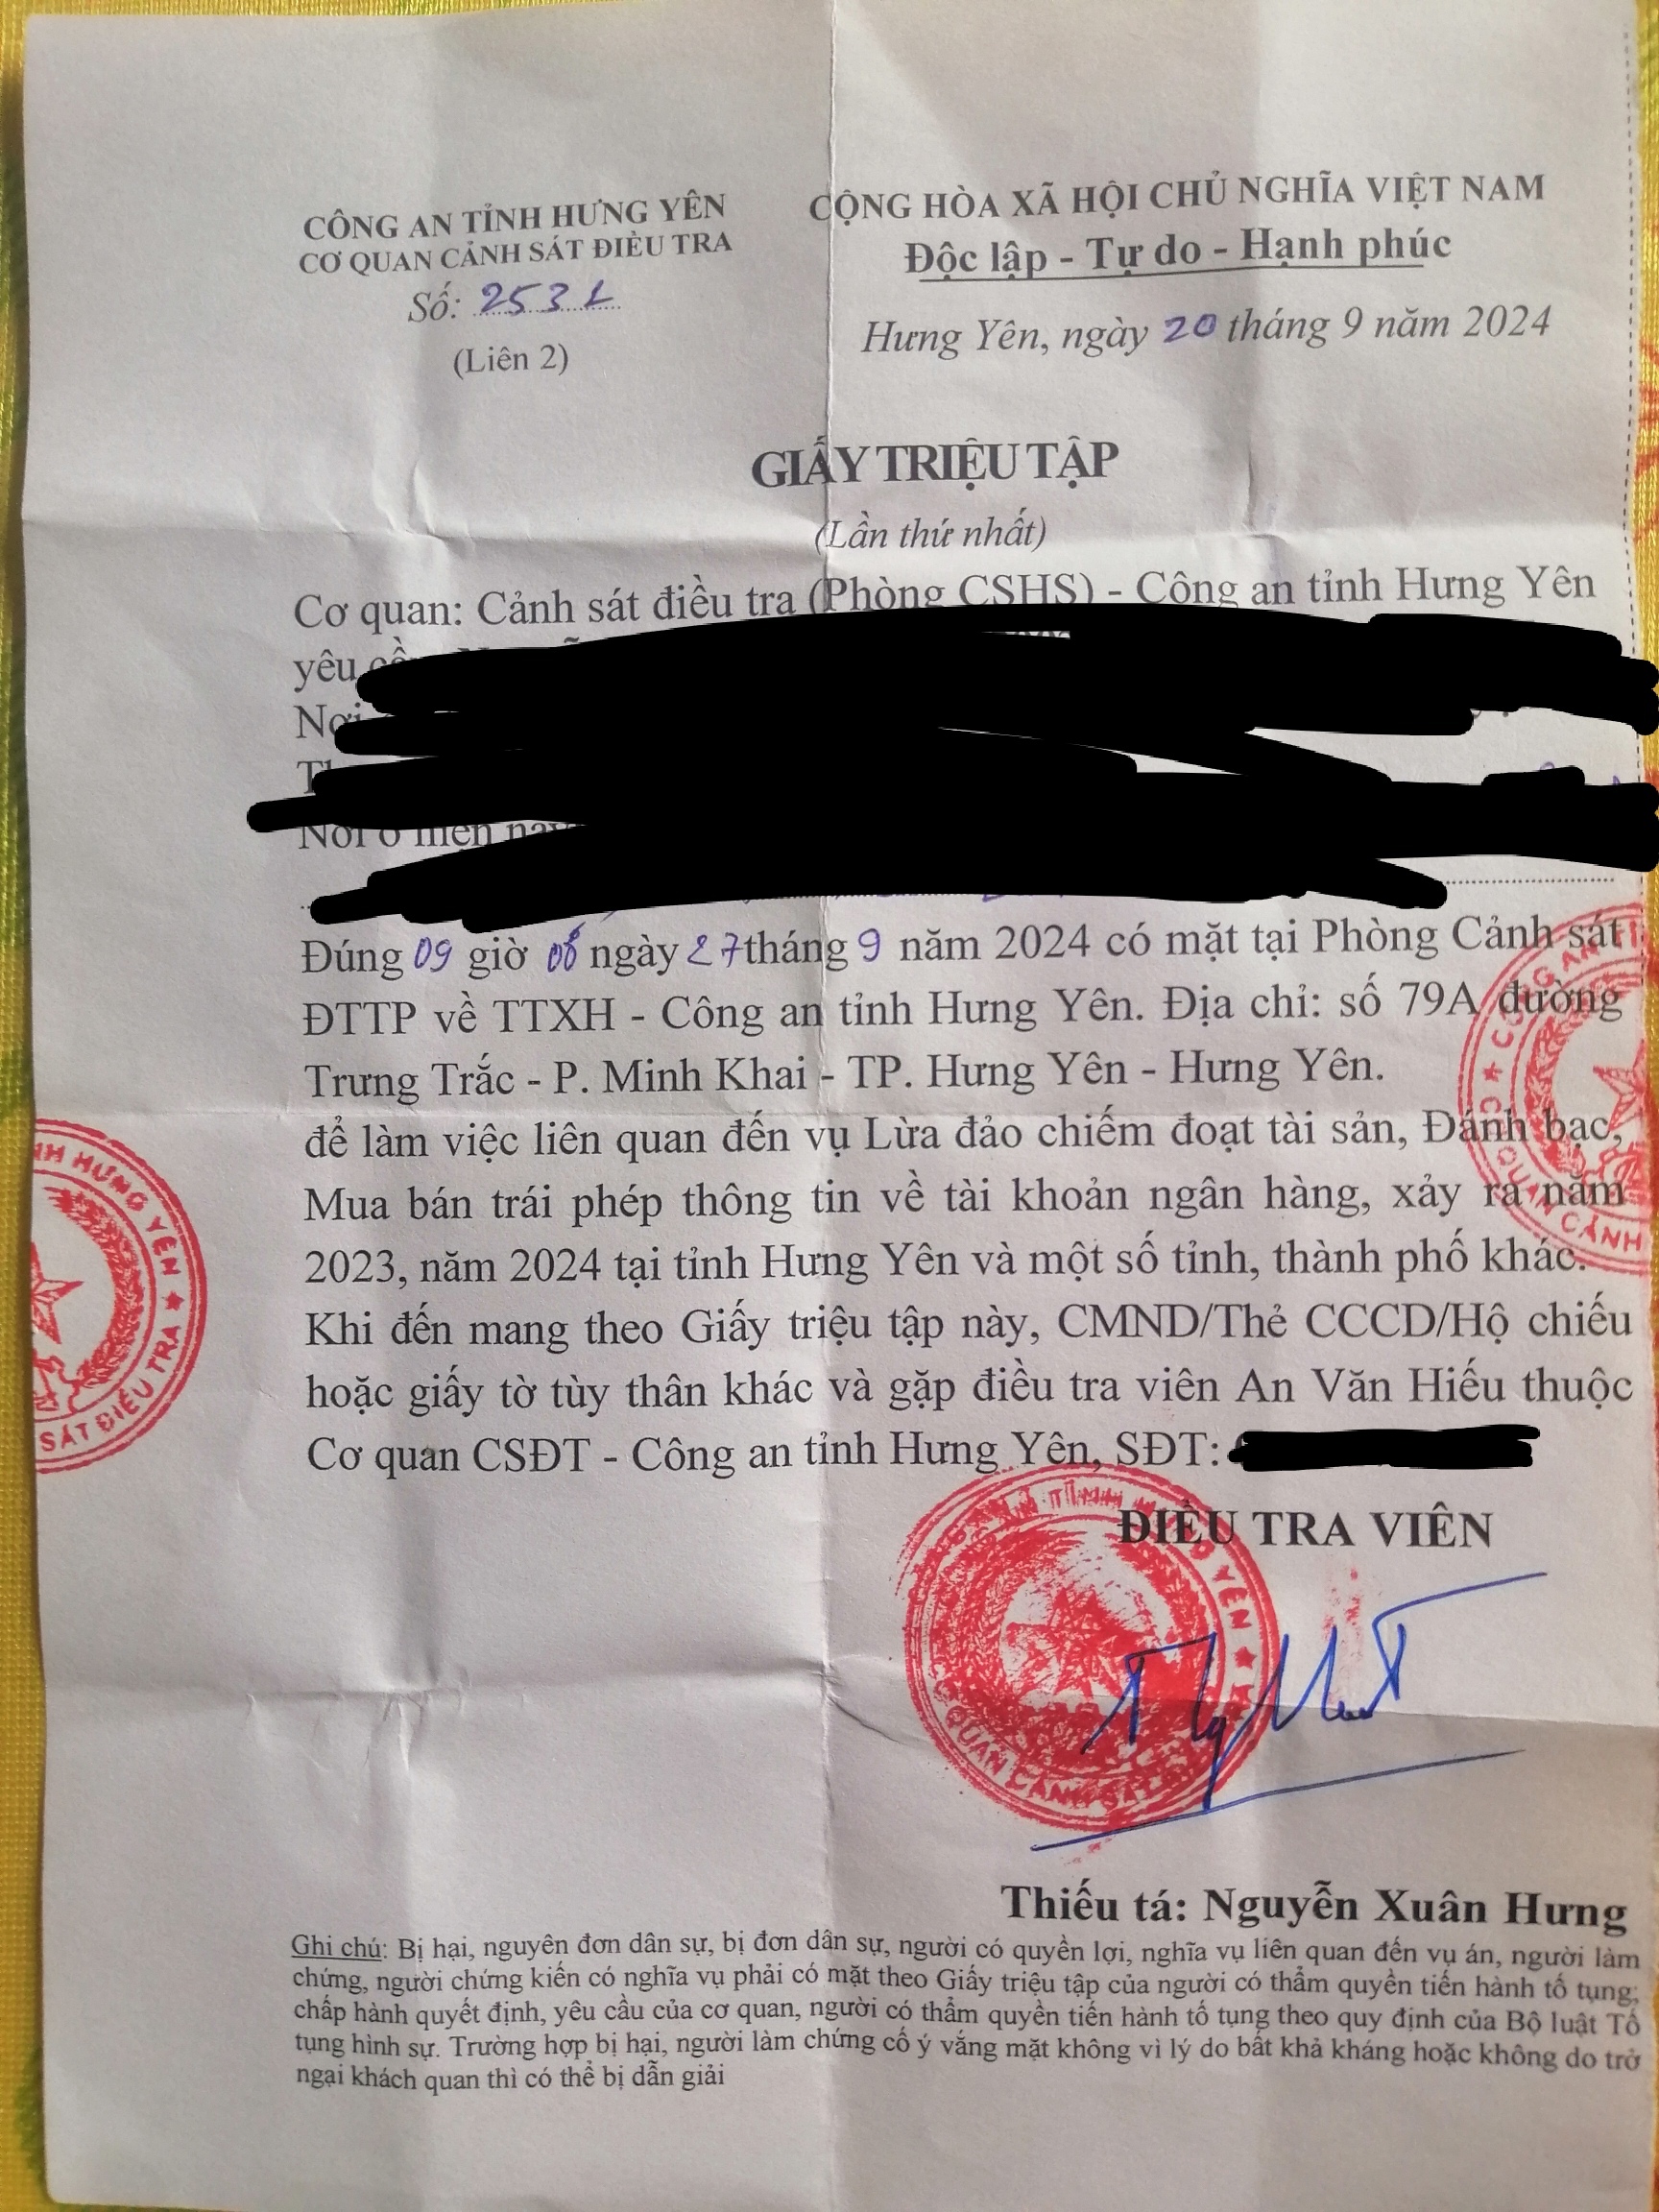 CÔNG AN TỈNH HƯNG YÊN
CƠ QUAN CẢNH SÁT ĐIỀU TRA
Số: 2531
(Liên 2)
CỘNG HÒA XÃ HỘI CHỦ NGHĨA VIỆT NAM
Độc lập - Tự do - Hạnh phúc
Hưng Yên, ngày 20 tháng 9 năm 2024
GIẤY TRIỆU TẬP
(Lần thứ nhất)
Cơ quan: Cảnh sát điều tra (Phòng CSHS) - Công an tỉnh Hưng Yên
yêu
Nơi
Nơi ở hiện nay
Đúng 09 giờ 00 ngày 27 tháng 9 năm 2024 có mặt tại Phòng Cảnh sát
ĐTTP về TTXH - Công an tỉnh Hưng Yên. Địa chỉ: số 79A đường
Trưng Trắc - P. Minh Khai - TP. Hưng Yên - Hưng Yên.
để làm việc liên quan đến vụ Lừa đảo chiếm đoạt tài sản, Đánh bạc,
Mua bán trái phép thông tin về tài khoản ngân hàng, xảy ra năm
2023, năm 2024 tại tỉnh Hưng Yên và một số tỉnh, thành phố khác.
Khi đến mang theo Giấy triệu tập này, CMND/Thẻ CCCD/Hộ chiếu
hoặc giấy tờ tùy thân khác và gặp điều tra viên An Văn Hiếu thuộc
Cơ quan CSĐT - Công an tỉnh Hưng Yên, SĐT:
ĐIỀU TRA VIÊN
Thiếu tá: Nguyễn Xuân Hưng
Ghi chú: Bị hại, nguyên đơn dân sự, bị đơn dân sự, người có quyền lợi, nghĩa vụ liên quan đến vụ án, người làm
chứng, người chứng kiến có nghĩa vụ phải có mặt theo Giấy triệu tập của người có thẩm quyền tiến hành tố tụng;
chấp hành quyết định, yêu cầu của cơ quan, người có thẩm quyền tiến hành tố tụng theo quy định của Bộ luật Tố
tụng hình sự. Trường hợp bị hại, người làm chứng cố ý vắng mặt không vì lý do bất khả kháng hoặc không do trở
ngại khách quan thì có thể bị dẫn giải